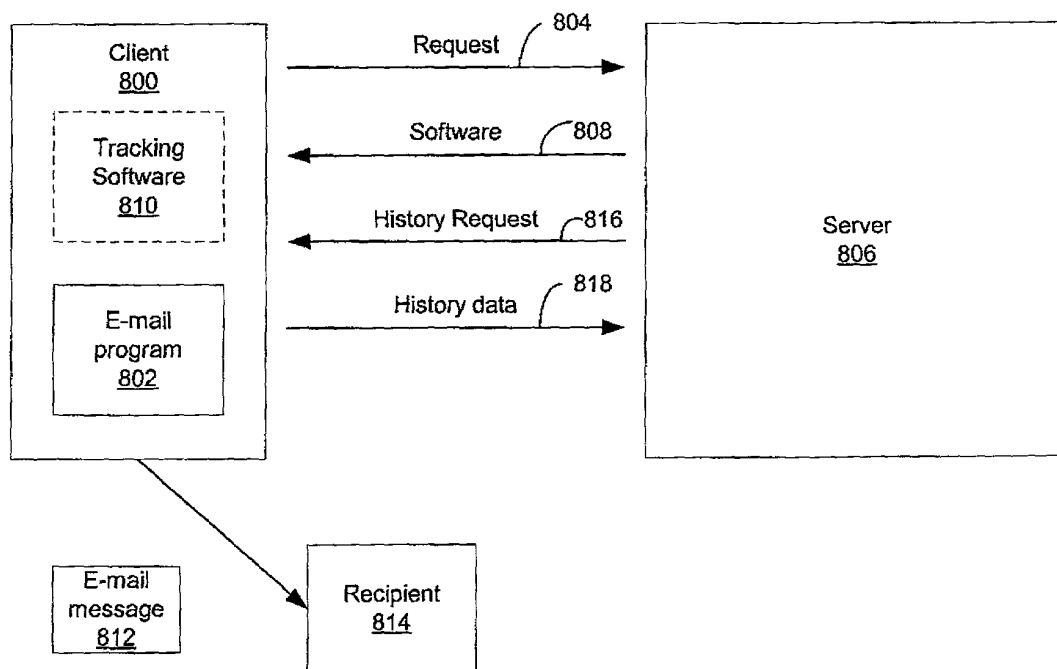 Client
800
Tracking
Software
810
E-mail
program
802
Request
804
Software
808
History Request
816
History data
818
Server
806
E-mail
message
812
Recipient
814